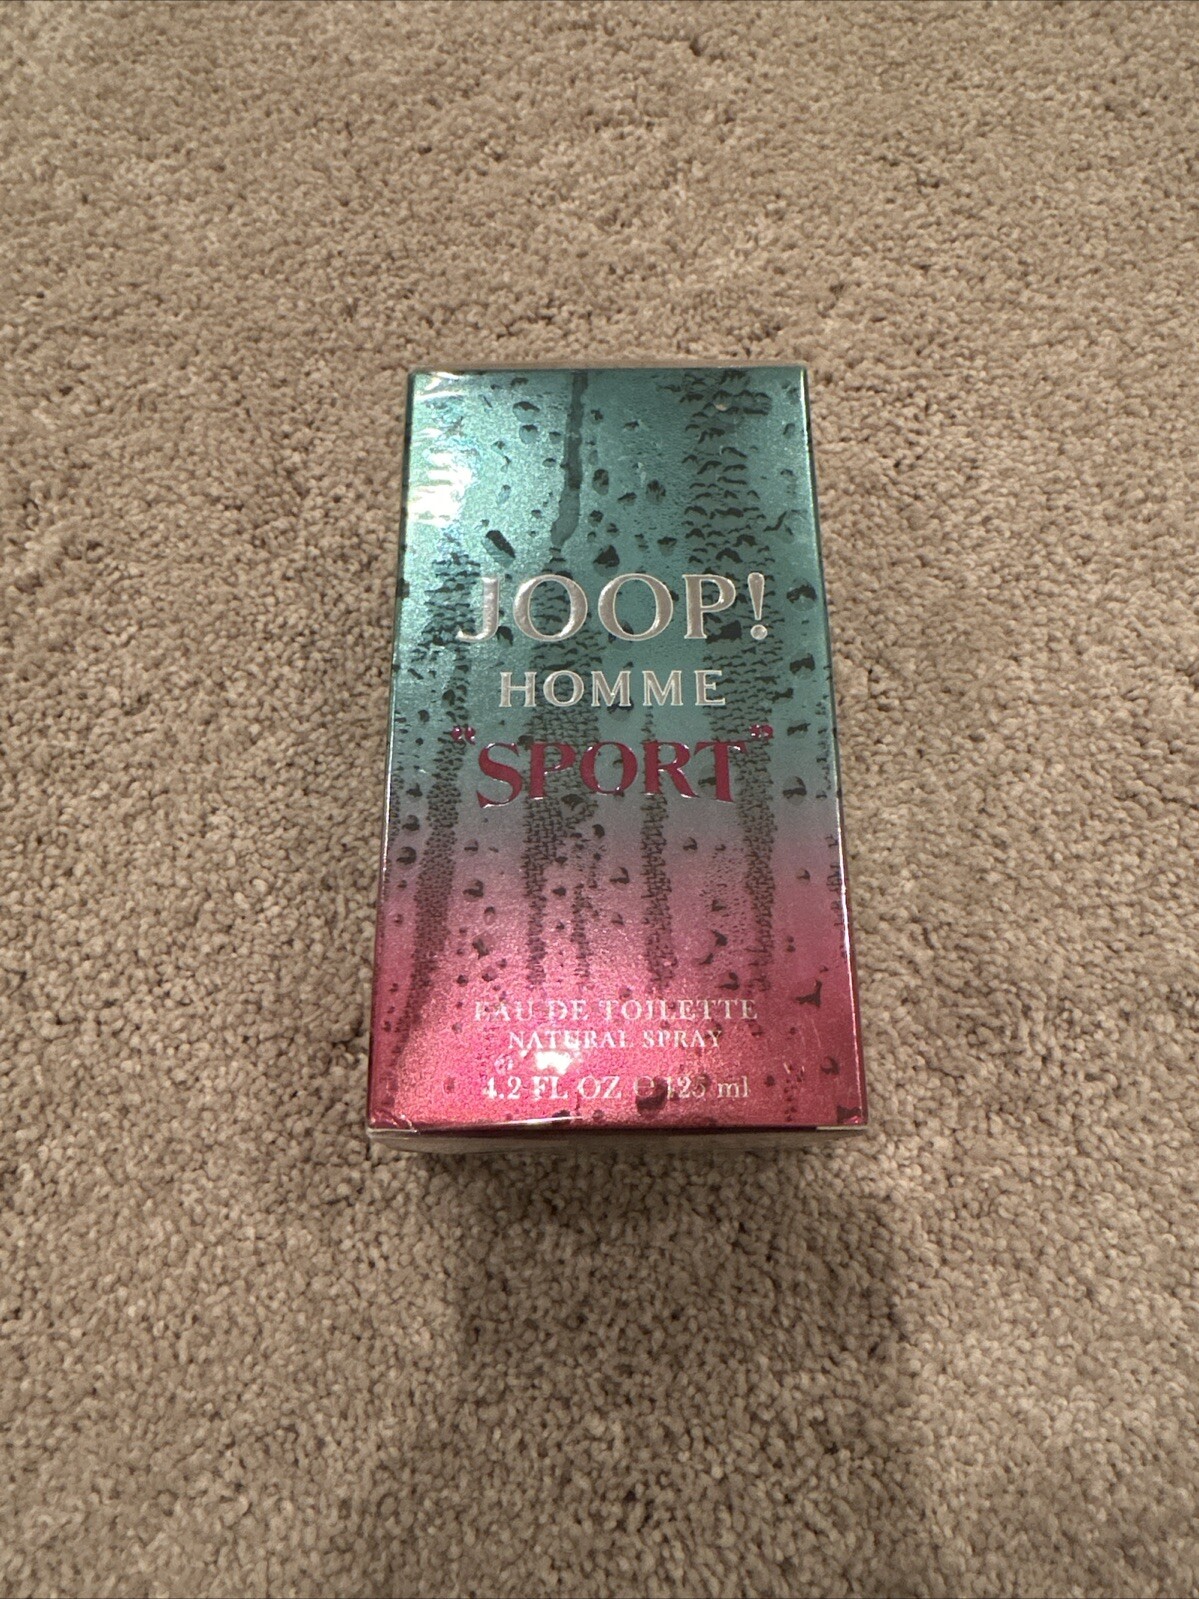 JOOP!
HOMME
"SPORT"
EAU DE TOILETTE
NATURAL SPRAY
4.2 FL OZ ℮ 125 ml